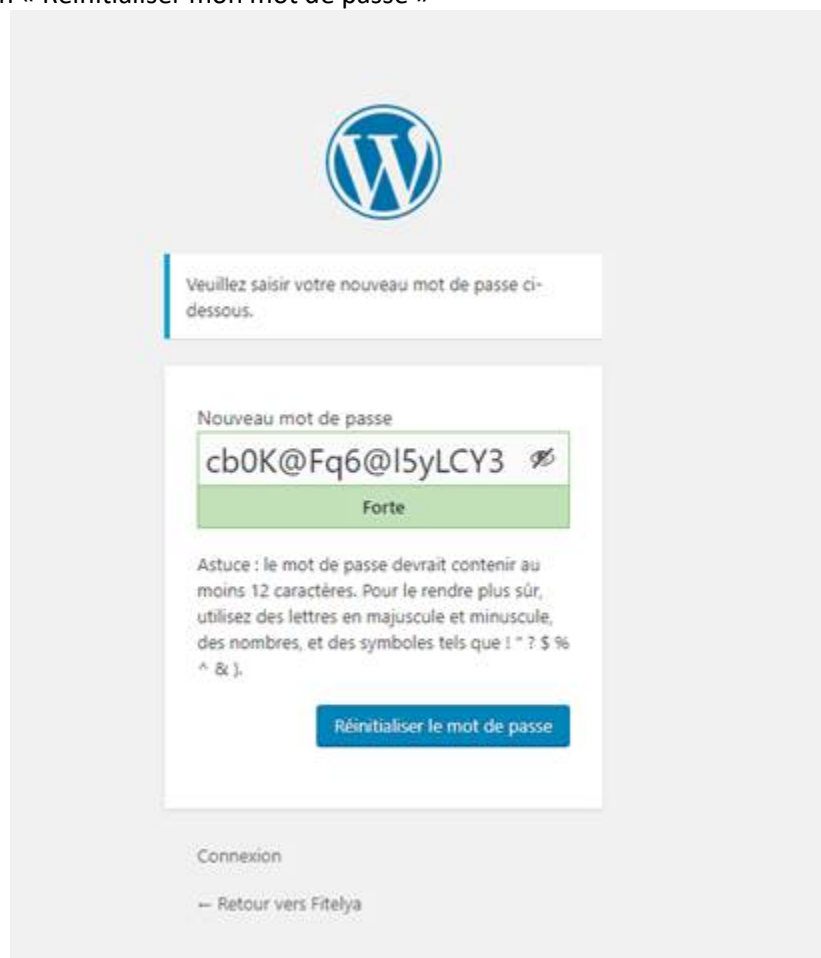 « Réinitialiser mon mot de passe »
Veuillez saisir votre nouveau mot de passe ci-
dessous.
Nouveau mot de passe
cb0K@Fq6@l5yLCY3
Forte
Astuce : le mot de passe devrait contenir au
moins 12 caractères. Pour le rendre plus sûr,
utilisez des lettres en majuscule et minuscule,
des nombres, et des symboles tels que ! " ? $ %
^ & ).
Réinitialiser le mot de passe
Connexion
← Retour vers Fitelya